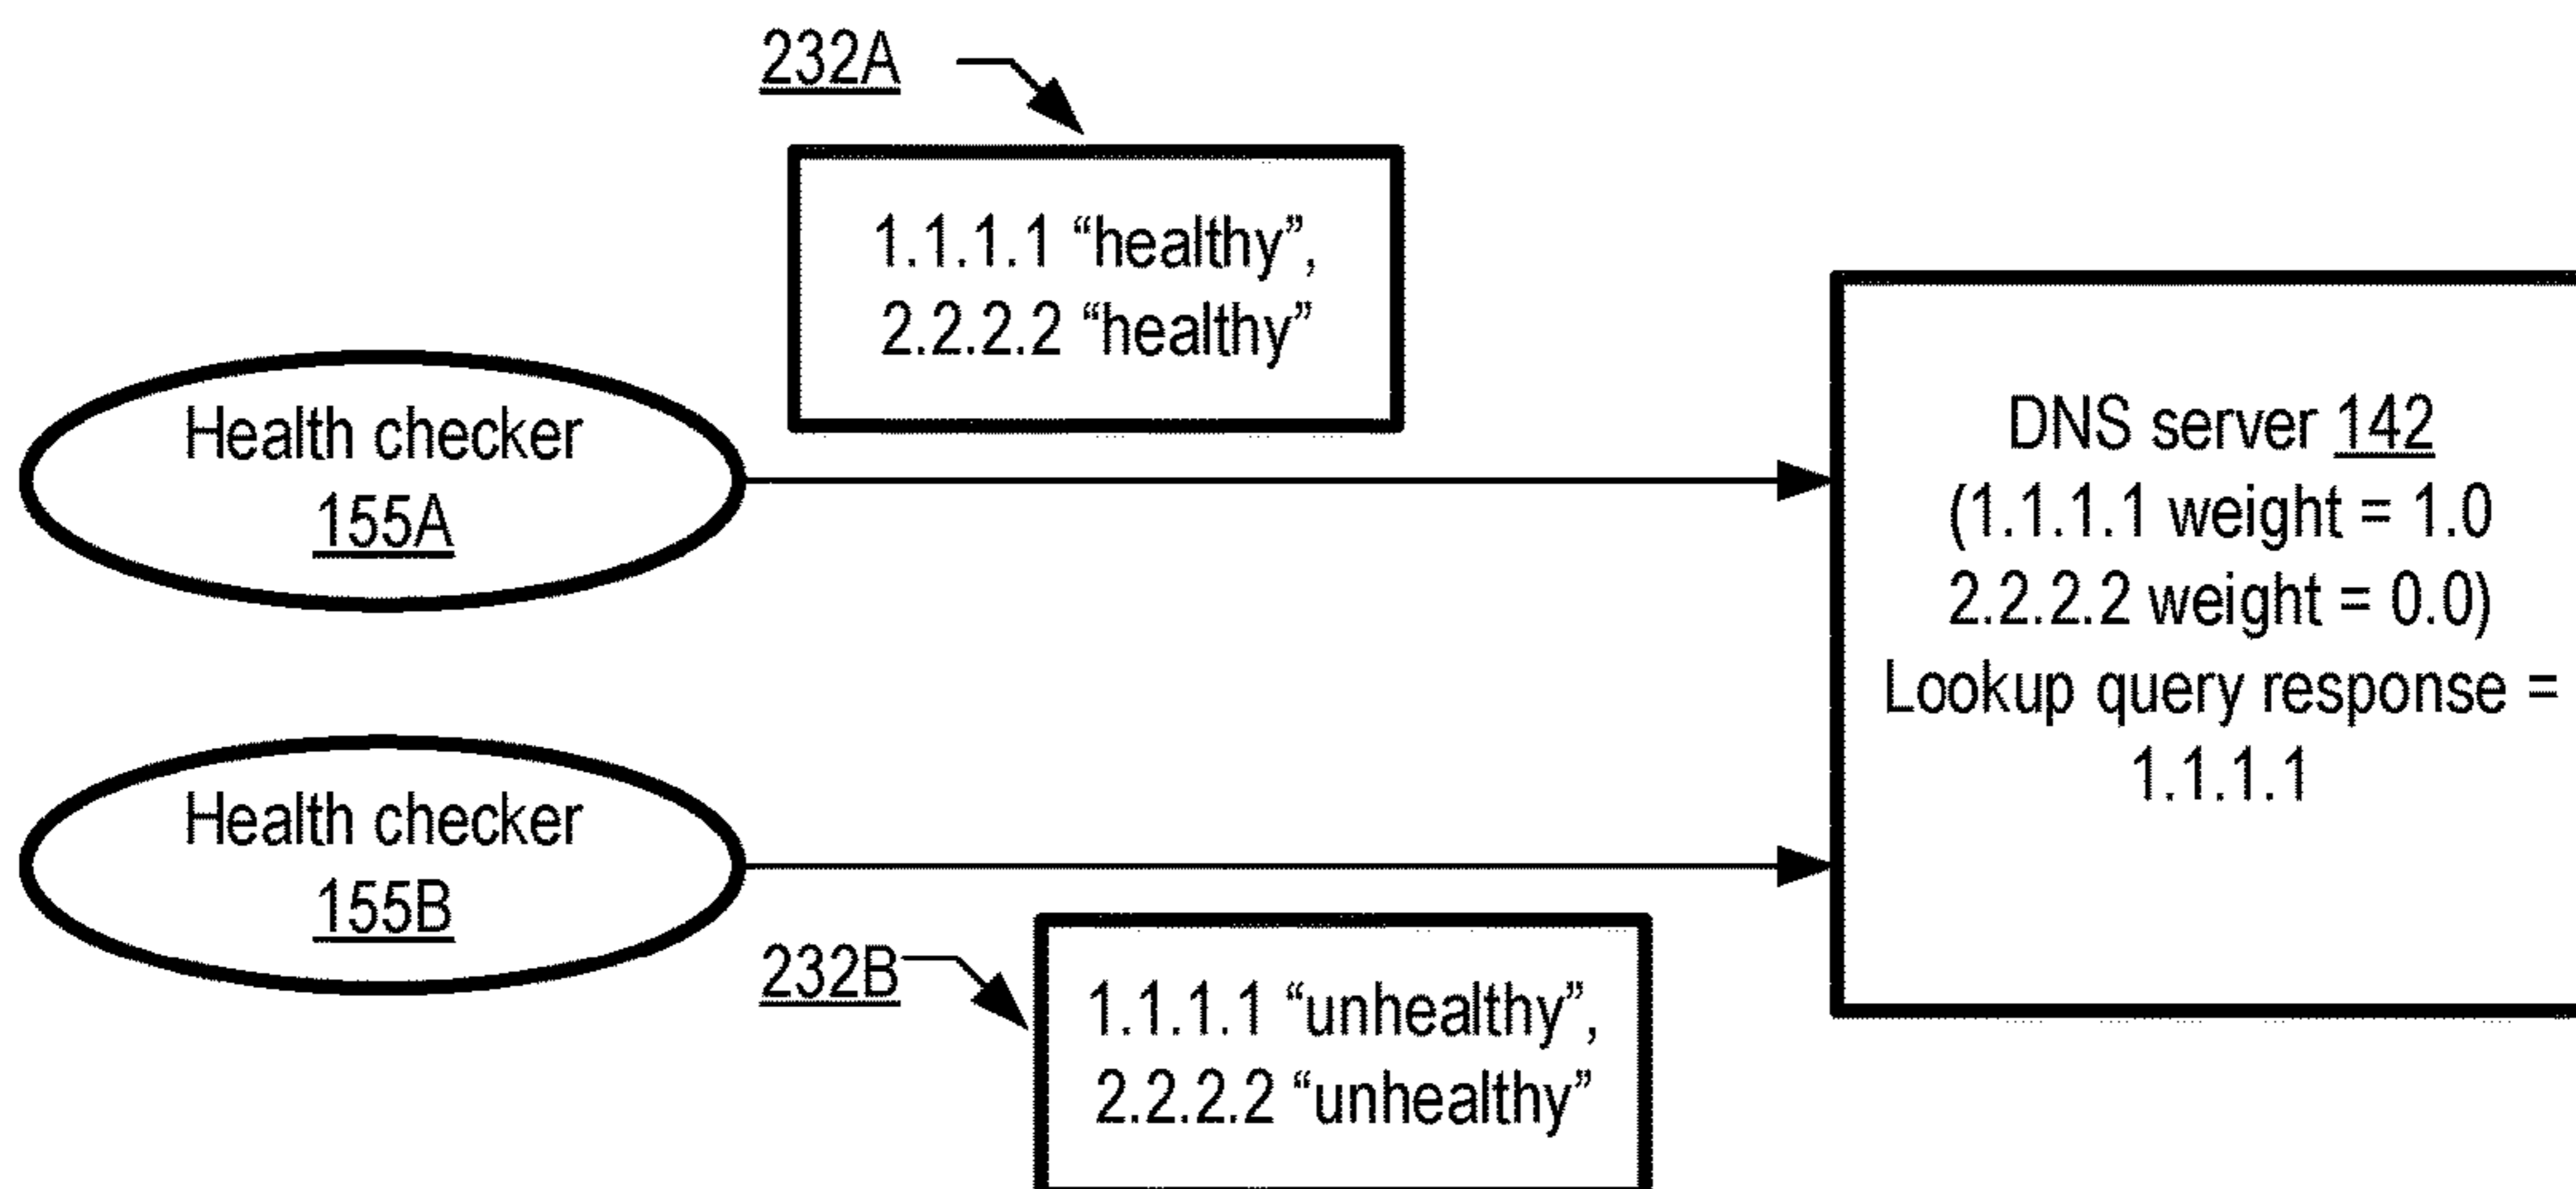 232A
1.1.1.1 “healthy”,
2.2.2.2 “healthy”
Health checker
155A
DNS server 142
(1.1.1.1 weight = 1.0
2.2.2.2 weight = 0.0)
Lookup query response =
1.1.1.1
Health checker
155B
232B
1.1.1.1 “unhealthy”,
2.2.2.2 “unhealthy”